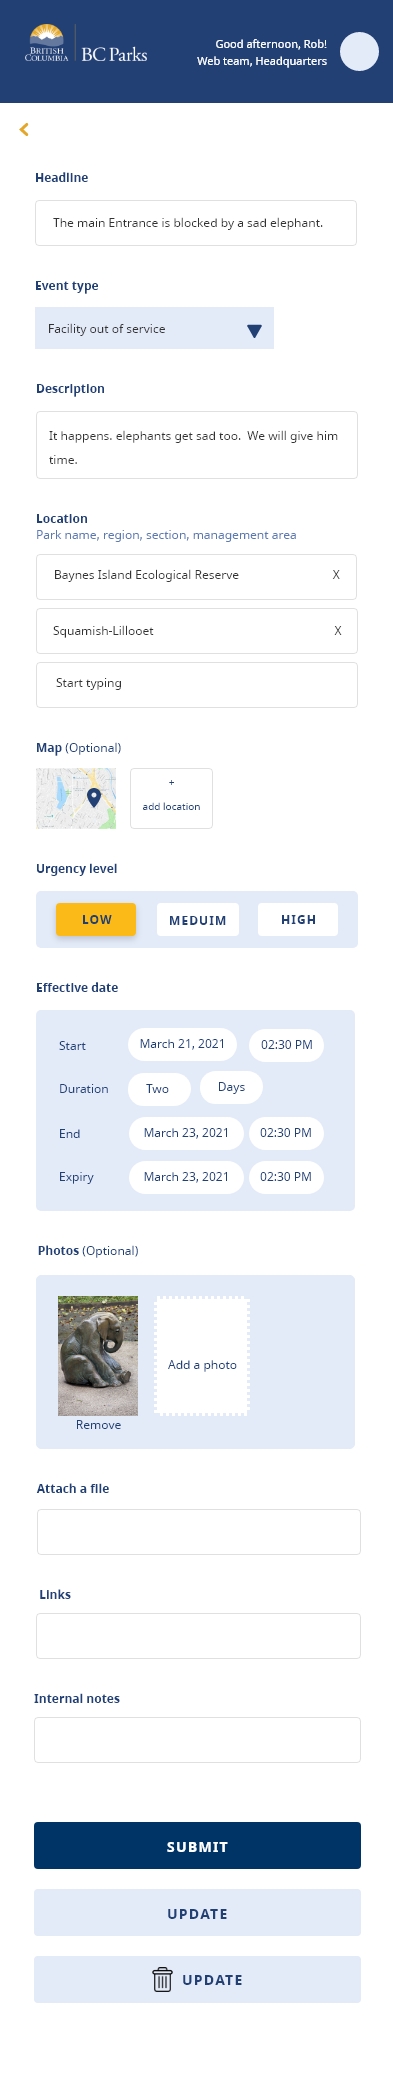 BRITISH
COLUMBIA
BC Parks
Good afternoon, Rob!
Web team, Headquarters
Headline
The main Entrance is blocked by a sad elephant.
Event type
Facility out of service
Description
It happens. elephants get sad too.  We will give him
time.
Location
Park name, region, section, management area
Baynes Island Ecological Reserve X
Squamish-Lillooet X
Start typing
Map (Optional)
+
add location
Urgency level
LOW MEDUIM HIGH
Effective date
Start March 21, 2021 02:30 PM
Duration Two Days
End March 23, 2021 02:30 PM
Expiry March 23, 2021 02:30 PM
Photos (Optional)
Add a photo
Remove
Attach a file
Links
Internal notes
SUBMIT
UPDATE
UPDATE